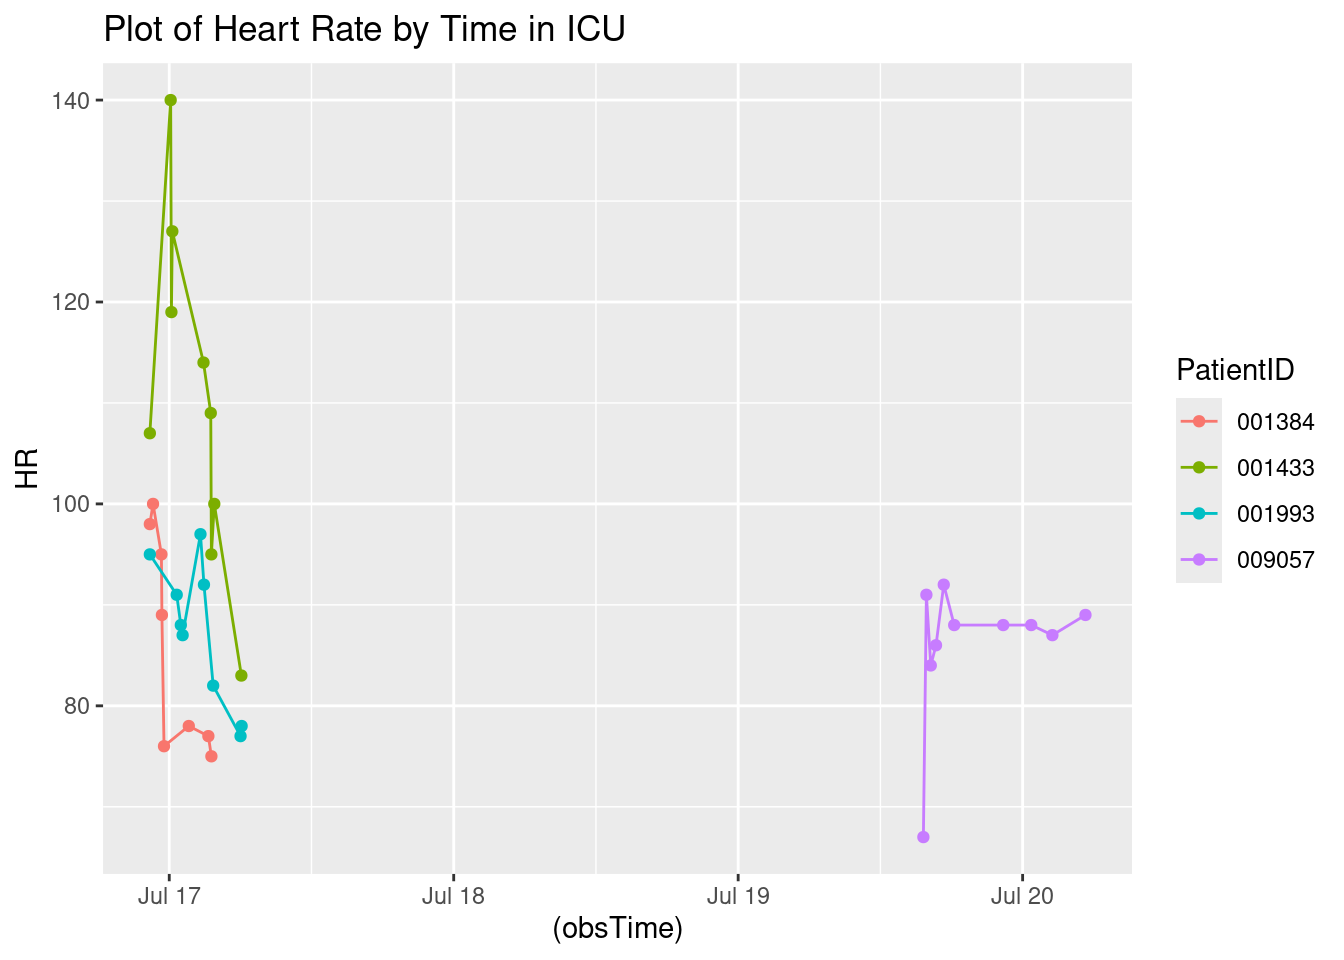 Plot of Heart Rate by Time in ICU
140
120
100
80
HR
Jul 17
Jul 18
Jul 19
Jul 20
(obsTime)
PatientID
001384
001433
001993
009057